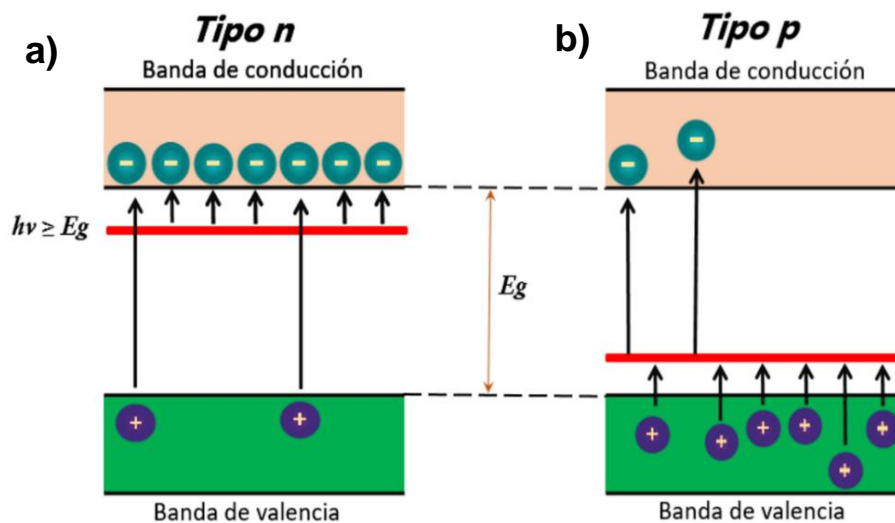 a)
Tipo n
Banda de conducción
hν ≥ Eg
Banda de valencia
Eg
b)
Tipo p
Banda de conducción
Banda de valencia